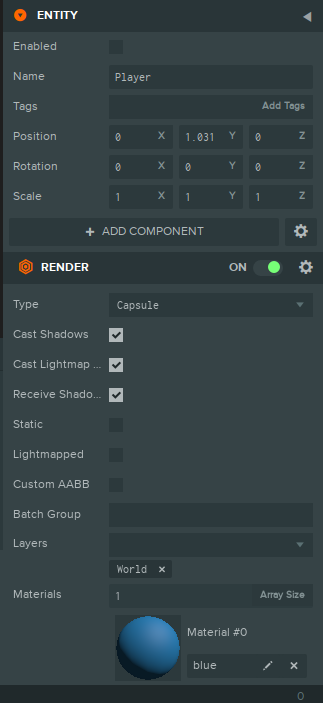 ENTITY
Enabled
Name Player
Tags Add Tags
Position 0 X 1.031 Y 0 Z
Rotation 0 X 0 Y 0 Z
Scale 1 X 1 Y 1 Z
+ ADD COMPONENT
RENDER ON
Type Capsule
Cast Shadows
Cast Lightmap ...
Receive Shado...
Static
Lightmapped
Custom AABB
Batch Group
Layers
World ×
Materials 1 Array Size
Material #0
blue ×
0